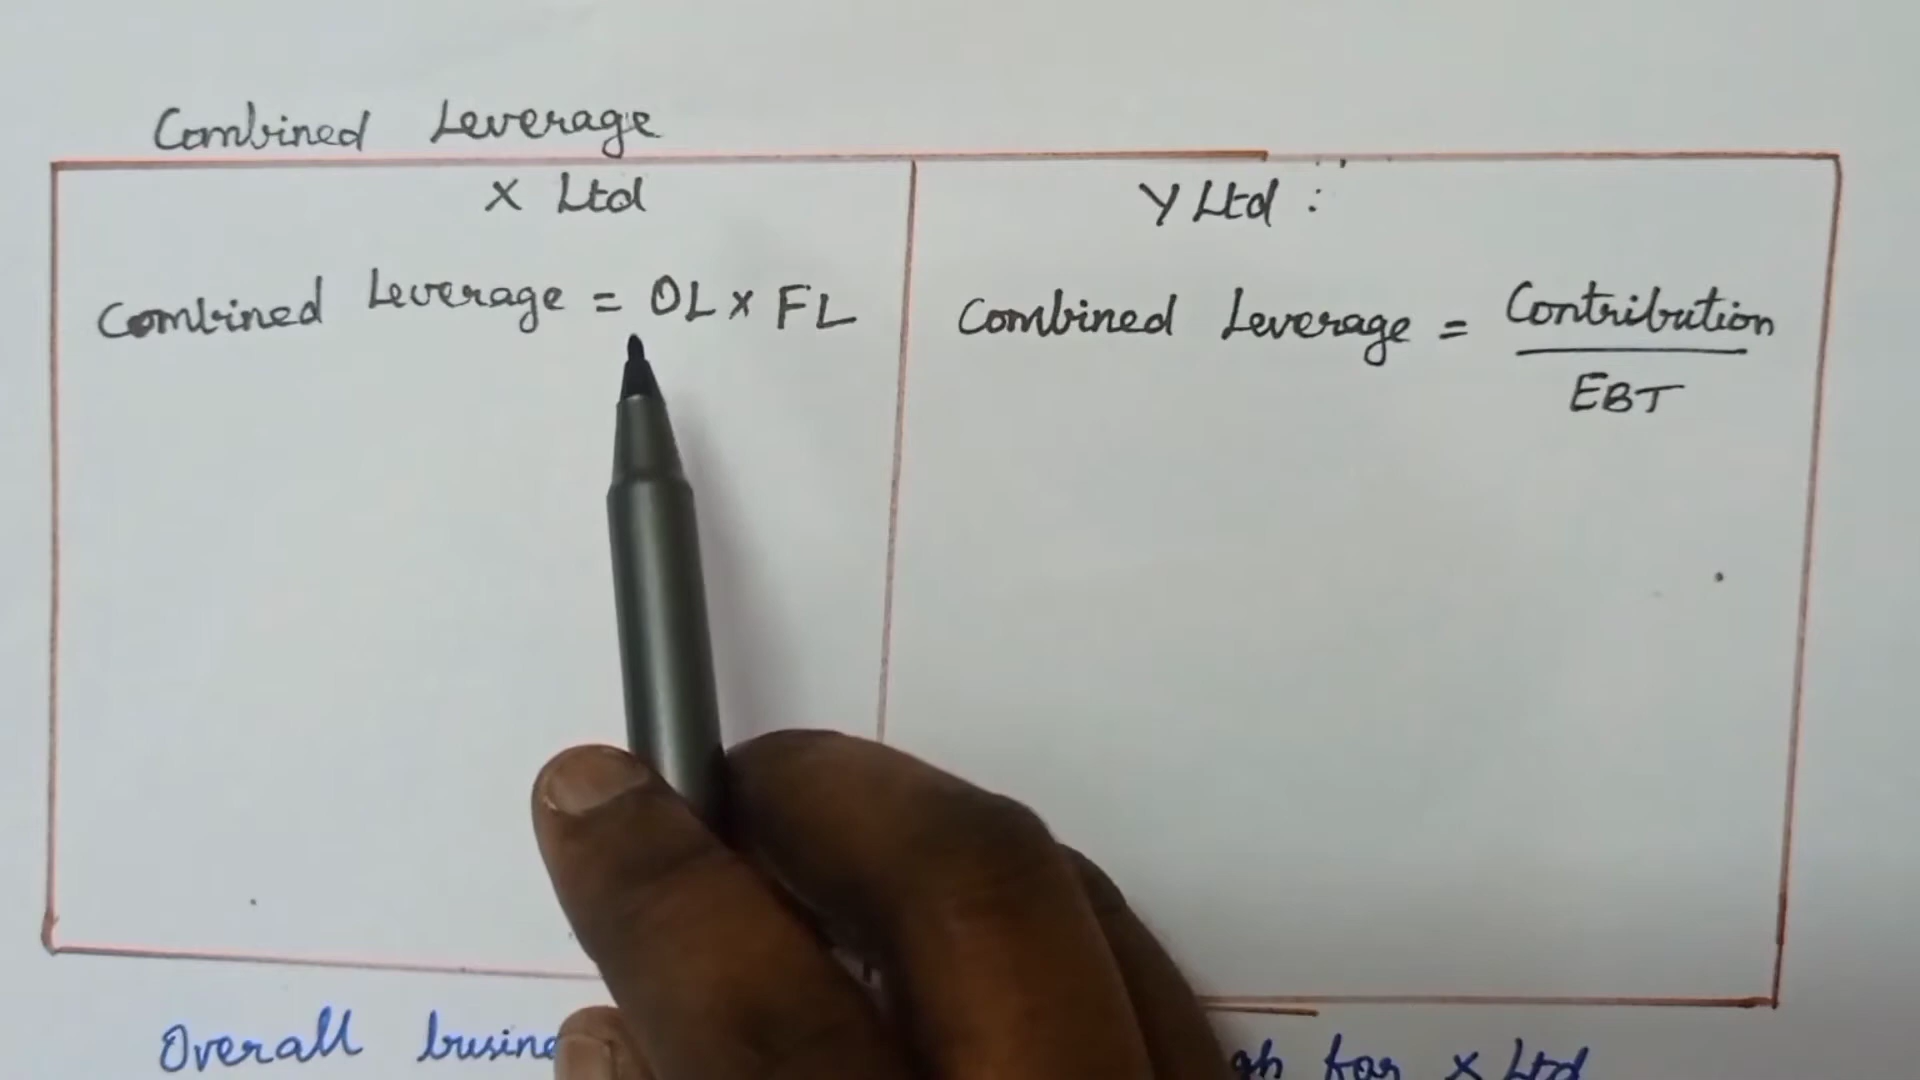 Combined Leverage
X Ltd
Combined Leverage = OL x FL
Y Ltd :
Combined Leverage = Contribution
EBT
Overall for X Ltd